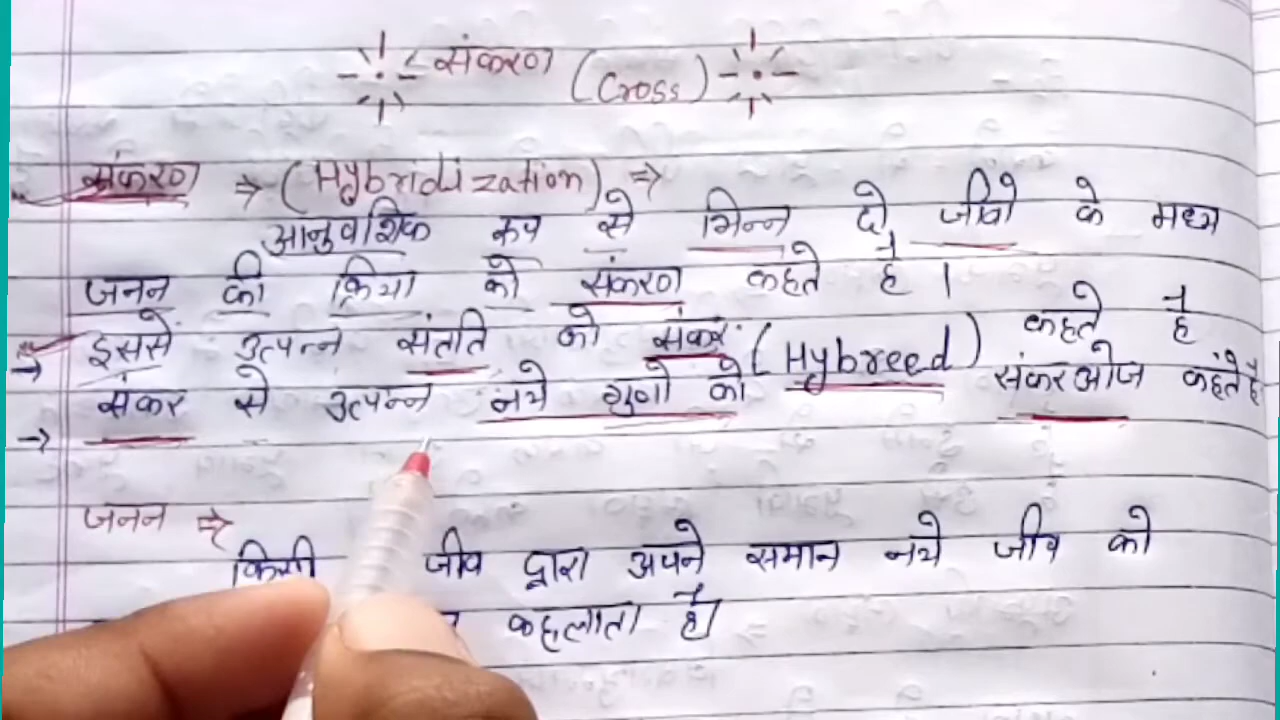 संकरण (Cross)
संकरण ⇒ (Hybridization) ⇒
आनुवंशिक रूप से भिन्न दो जीवो के मध्य
जनन की क्रिया को संकरण कहते है ।
→ इससे उत्पन्न संतति को संकर (Hybreed) कहते है
→ संकर से उत्पन्न नये गुणो को संकरओज कहते है
जनन ⇒
किसी जीव द्वारा अपने समान नये जीव को
कहलाता है।